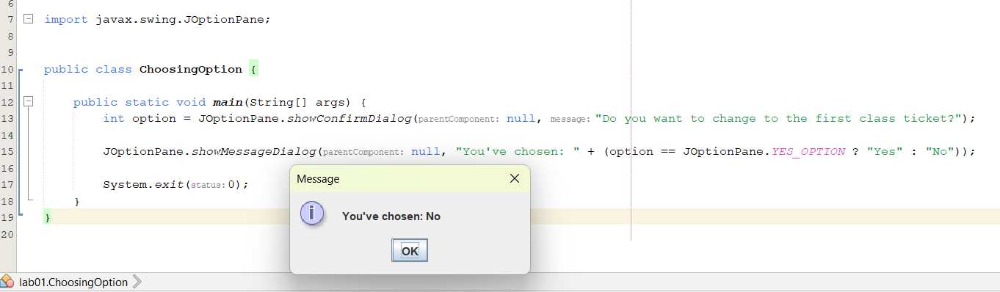 6
7 import javax.swing.JOptionPane;
8
9
10 public class ChoosingOption {
11
12 public static void main(String[] args) {
13 int option = JOptionPane.showConfirmDialog(parentComponent: null, message: "Do you want to change to the first class ticket?");
14
15 JOptionPane.showMessageDialog(parentComponent: null, "You've chosen: " + (option == JOptionPane.YES_OPTION ? "Yes" : "No"));
16
17 System.exit(status: 0);
18 }
19 }
20
Message
You've chosen: No
OK
lab01.ChoosingOption